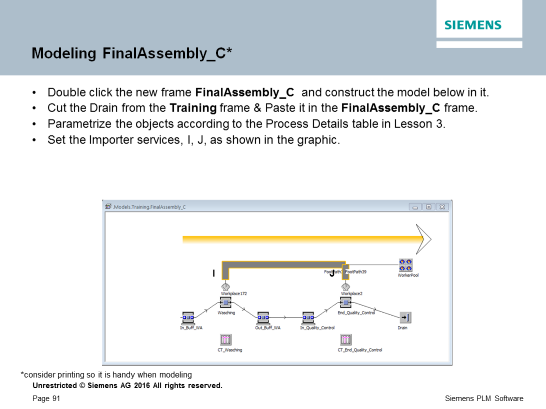 SIEMENS
Modeling FinalAssembly_C*
• Double click the new frame FinalAssembly_C and construct the model below in it.
• Cut the Drain from the Training frame & Paste it in the FinalAssembly_C frame.
• Parametrize the objects according to the Process Details table in Lesson 3.
• Set the Importer services, I, J, as shown in the graphic.
.Models.Training.FinalAssembly_C
I
J
WorkerPool
Workplace172
Workplace2
Washing
End_Quality_Control
In_Buff_WA
Out_Buff_WA
In_Quality_Control
Drain
CT_Washing
CT_End_Quality_Control
*consider printing so it is handy when modeling
Unrestricted © Siemens AG 2016 All rights reserved.
Page 91
Siemens PLM Software